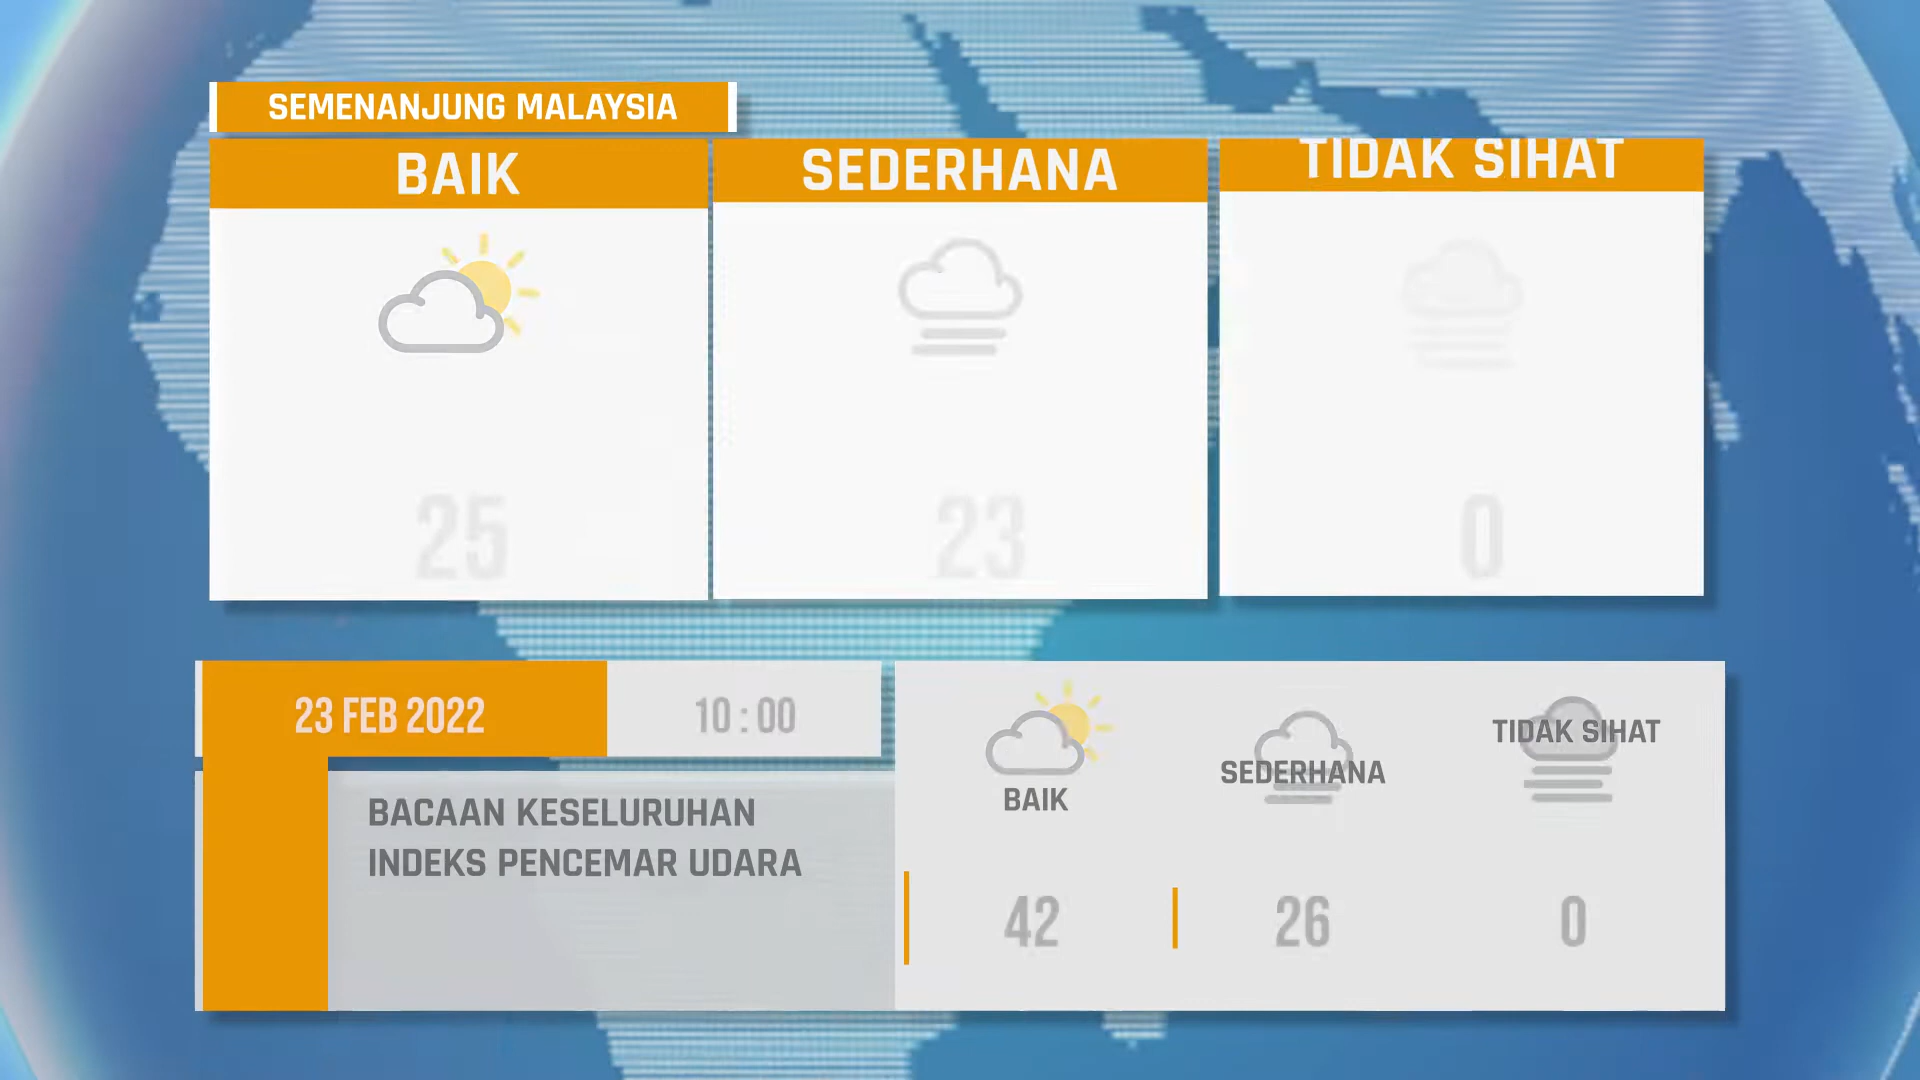 SEMENANJUNG MALAYSIA
BAIK
SEDERHANA
TIDAK SIHAT
25
23
0
23 FEB 2022
10 : 00
BACAAN KESELURUHAN
INDEKS PENCEMAR UDARA
BAIK
SEDERHANA
TIDAK SIHAT
42
26
0